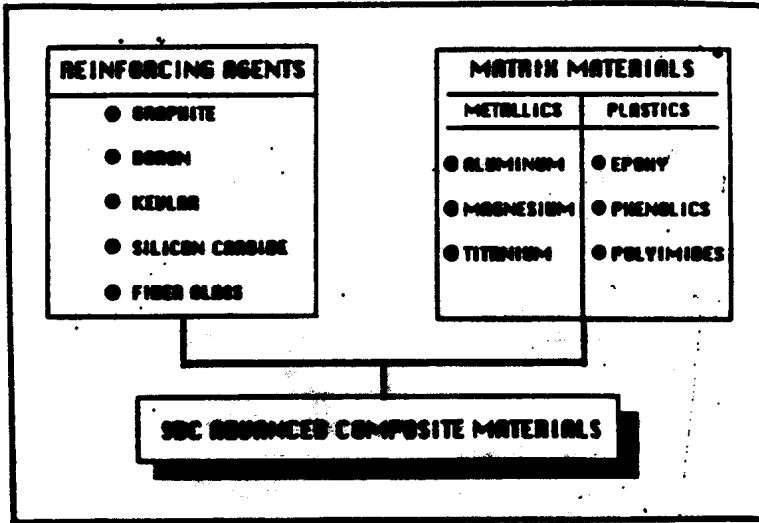 REINFORCING AGENTS
● GRAPHITE
● BORON
● KEVLAR
● SILICON CARBIDE
● FIBER GLASS
MATRIX MATERIALS
METALLICS
● ALUMINUM
● MAGNESIUM
● TITANIUM
PLASTICS
● EPOXY
● PHENOLICS
● POLYIMIDES
ADVANCED COMPOSITE MATERIALS